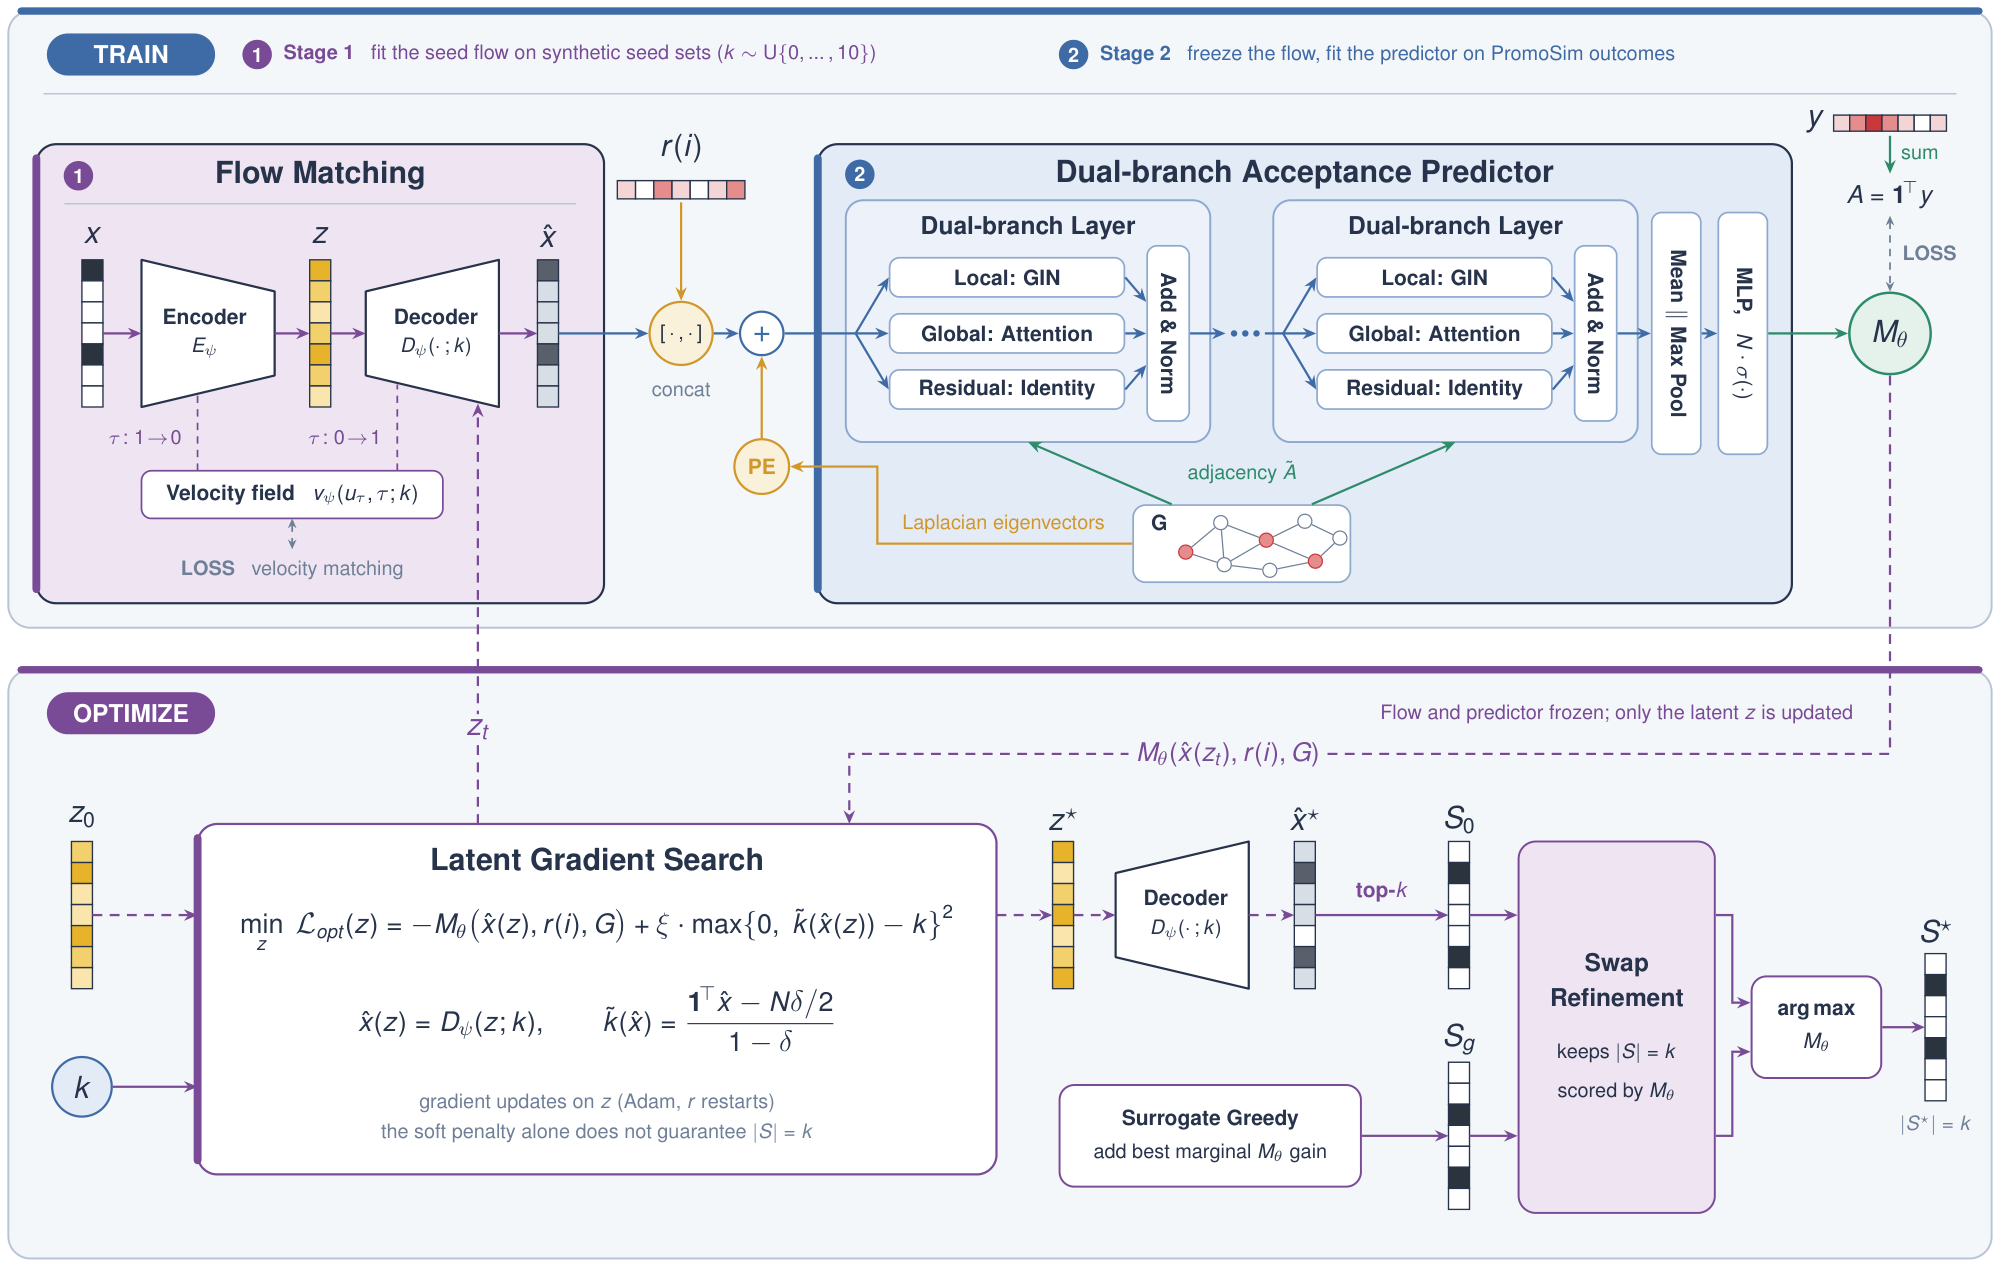 TRAIN
1 Stage 1 fit the seed flow on synthetic seed sets (k ∼ U{0, ... , 10})
2 Stage 2 freeze the flow, fit the predictor on PromoSim outcomes
y
sum
A = 1⊤ y
LOSS
Mθ
1 Flow Matching
x
z
x̂
Encoder
Eψ
Decoder
Dψ(· ; k)
τ : 1→0
τ : 0→1
Velocity field vψ(uτ, τ; k)
LOSS velocity matching
r(i)
[ · , · ]
concat
+
PE
2 Dual-branch Acceptance Predictor
Dual-branch Layer
Local: GIN
Global: Attention
Residual: Identity
Add & Norm
•••
Dual-branch Layer
Local: GIN
Global: Attention
Residual: Identity
Add & Norm
Mean ∥ Max Pool
MLP, N · σ(·)
adjacency Ã
Laplacian eigenvectors
G
OPTIMIZE
Flow and predictor frozen; only the latent z is updated
zt
Mθ(x̂(zt), r(i), G)
z0
k
Latent Gradient Search
min z ℒopt(z) = −Mθ(x̂(z), r(i), G) + ξ · max{0, k̃(x̂(z)) − k}²
x̂(z) = Dψ(z; k), k̃(x̂) = (1⊤x̂ − Nδ/2) / (1 − δ)
gradient updates on z (Adam, r restarts)
the soft penalty alone does not guarantee |S| = k
z⋆
Decoder
Dψ(· ; k)
x̂⋆
top-k
S0
Surrogate Greedy
add best marginal Mθ gain
Sg
Swap
Refinement
keeps |S| = k
scored by Mθ
arg max
Mθ
S⋆
|S⋆| = k